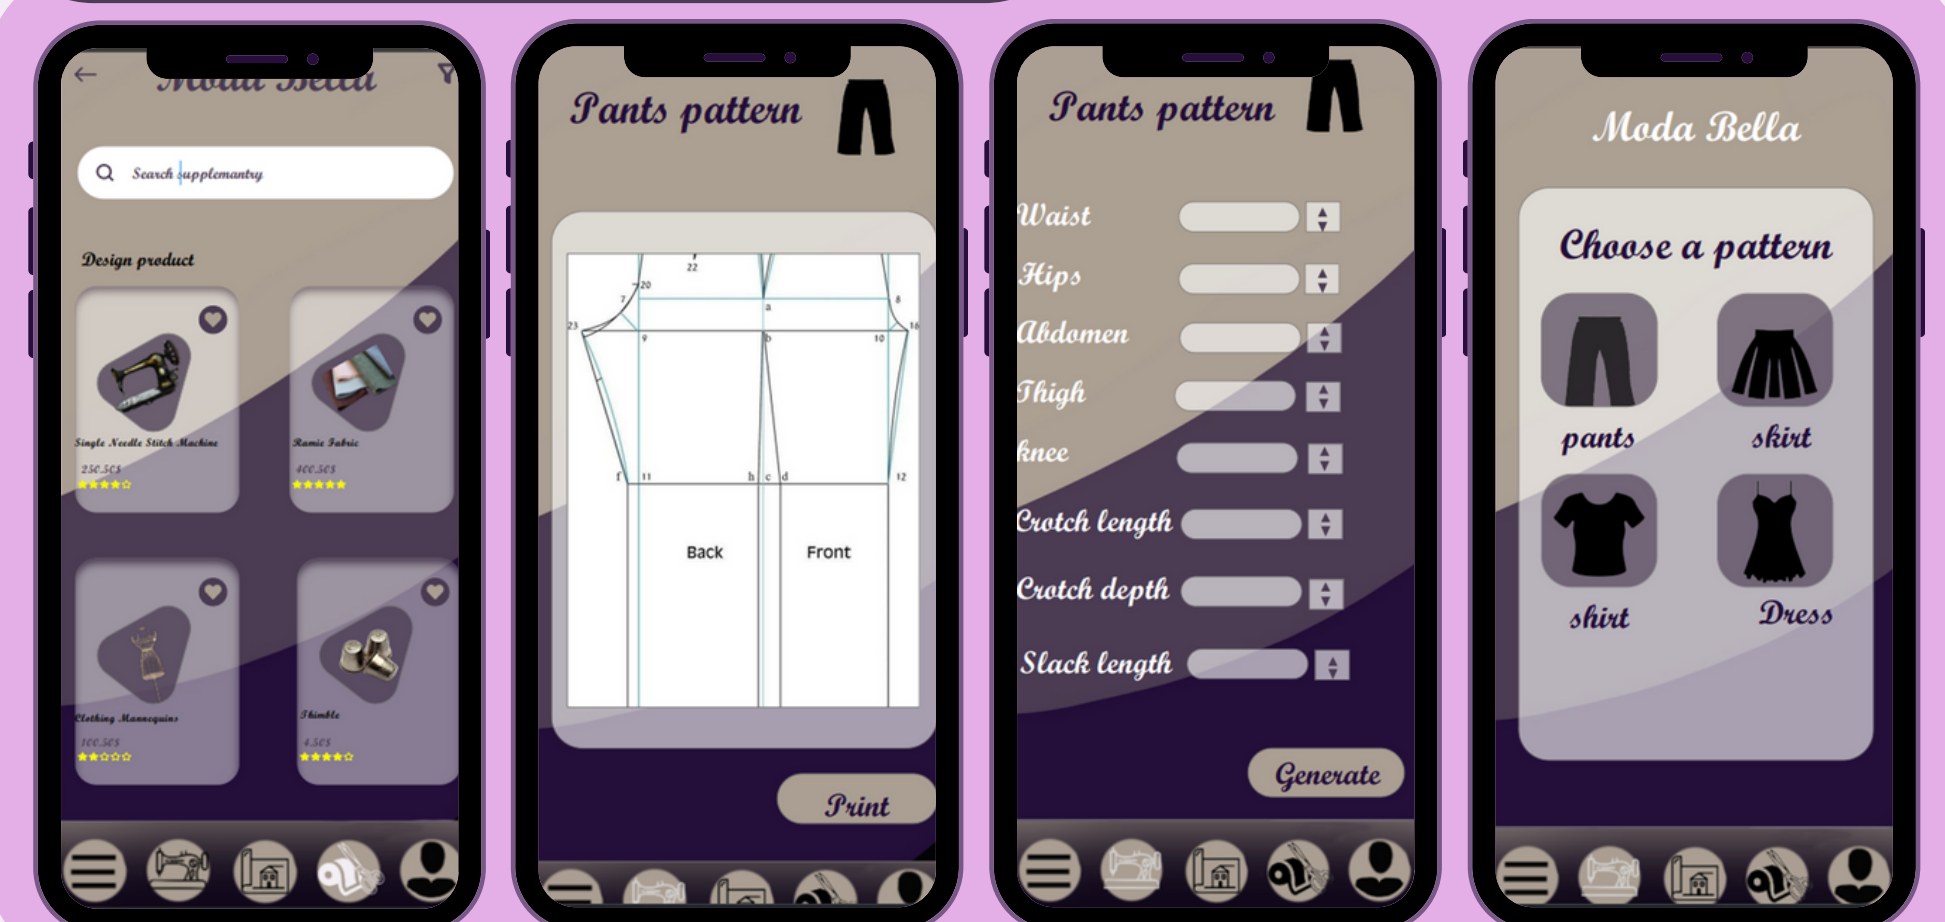 Moda Bella
Search supplemantry
Design product
Single Needle Stitch Machine
250.50$
Ramie Fabric
400.50$
Clothing Mannequins
100.50$
Thimble
4.50$
Pants pattern
22
20
7
a
8
23
16
9
b
10
f
11
h
c
d
12
Back
Front
Print
Pants pattern
Waist
Hips
Abdomen
Thigh
knee
Crotch length
Crotch depth
Slack length
Generate
Moda Bella
Choose a pattern
pants
skirt
shirt
Dress